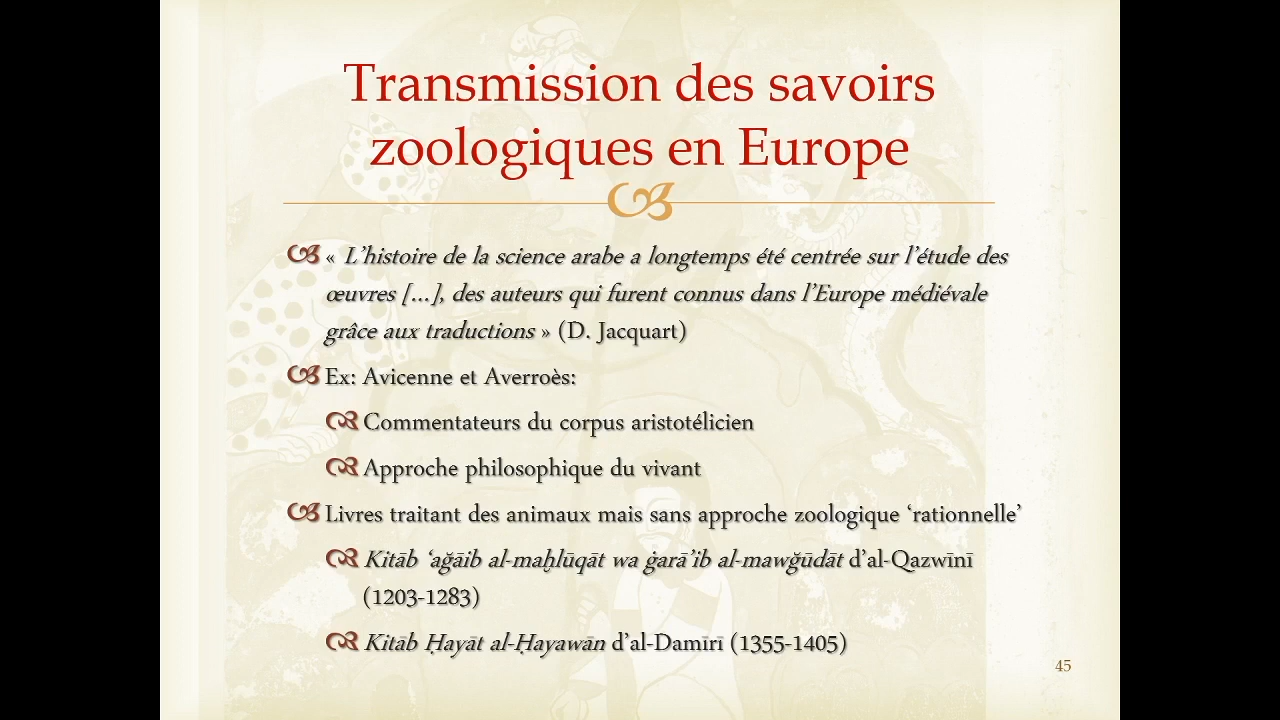 Transmission des savoirs
zoologiques en Europe
« L’histoire de la science arabe a longtemps été centrée sur l’étude des
œuvres [...], des auteurs qui furent connus dans l’Europe médiévale
grâce aux traductions » (D. Jacquart)
Ex: Avicenne et Averroès:
Commentateurs du corpus aristotélicien
Approche philosophique du vivant
Livres traitant des animaux mais sans approche zoologique ‘rationnelle’
Kitāb ‘aǧāib al-maḫlūqāt wa ġarā’ib al-mawǧūdāt d’al-Qazwīnī
(1203-1283)
Kitāb Ḥayāt al-Ḥayawān d’al-Damīrī (1355-1405)
45